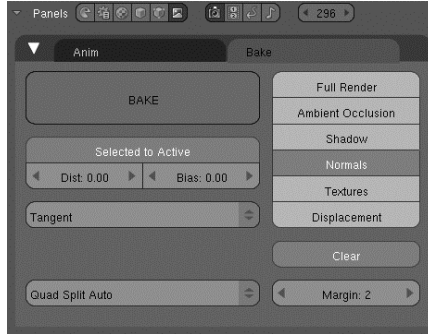 Panels 296
Anim Bake
BAKE
Full Render
Ambient Occlusion
Shadow
Normals
Textures
Displacement
Selected to Active
Dist: 0.00 Bias: 0.00
Tangent
Clear
Quad Split Auto
Margin: 2